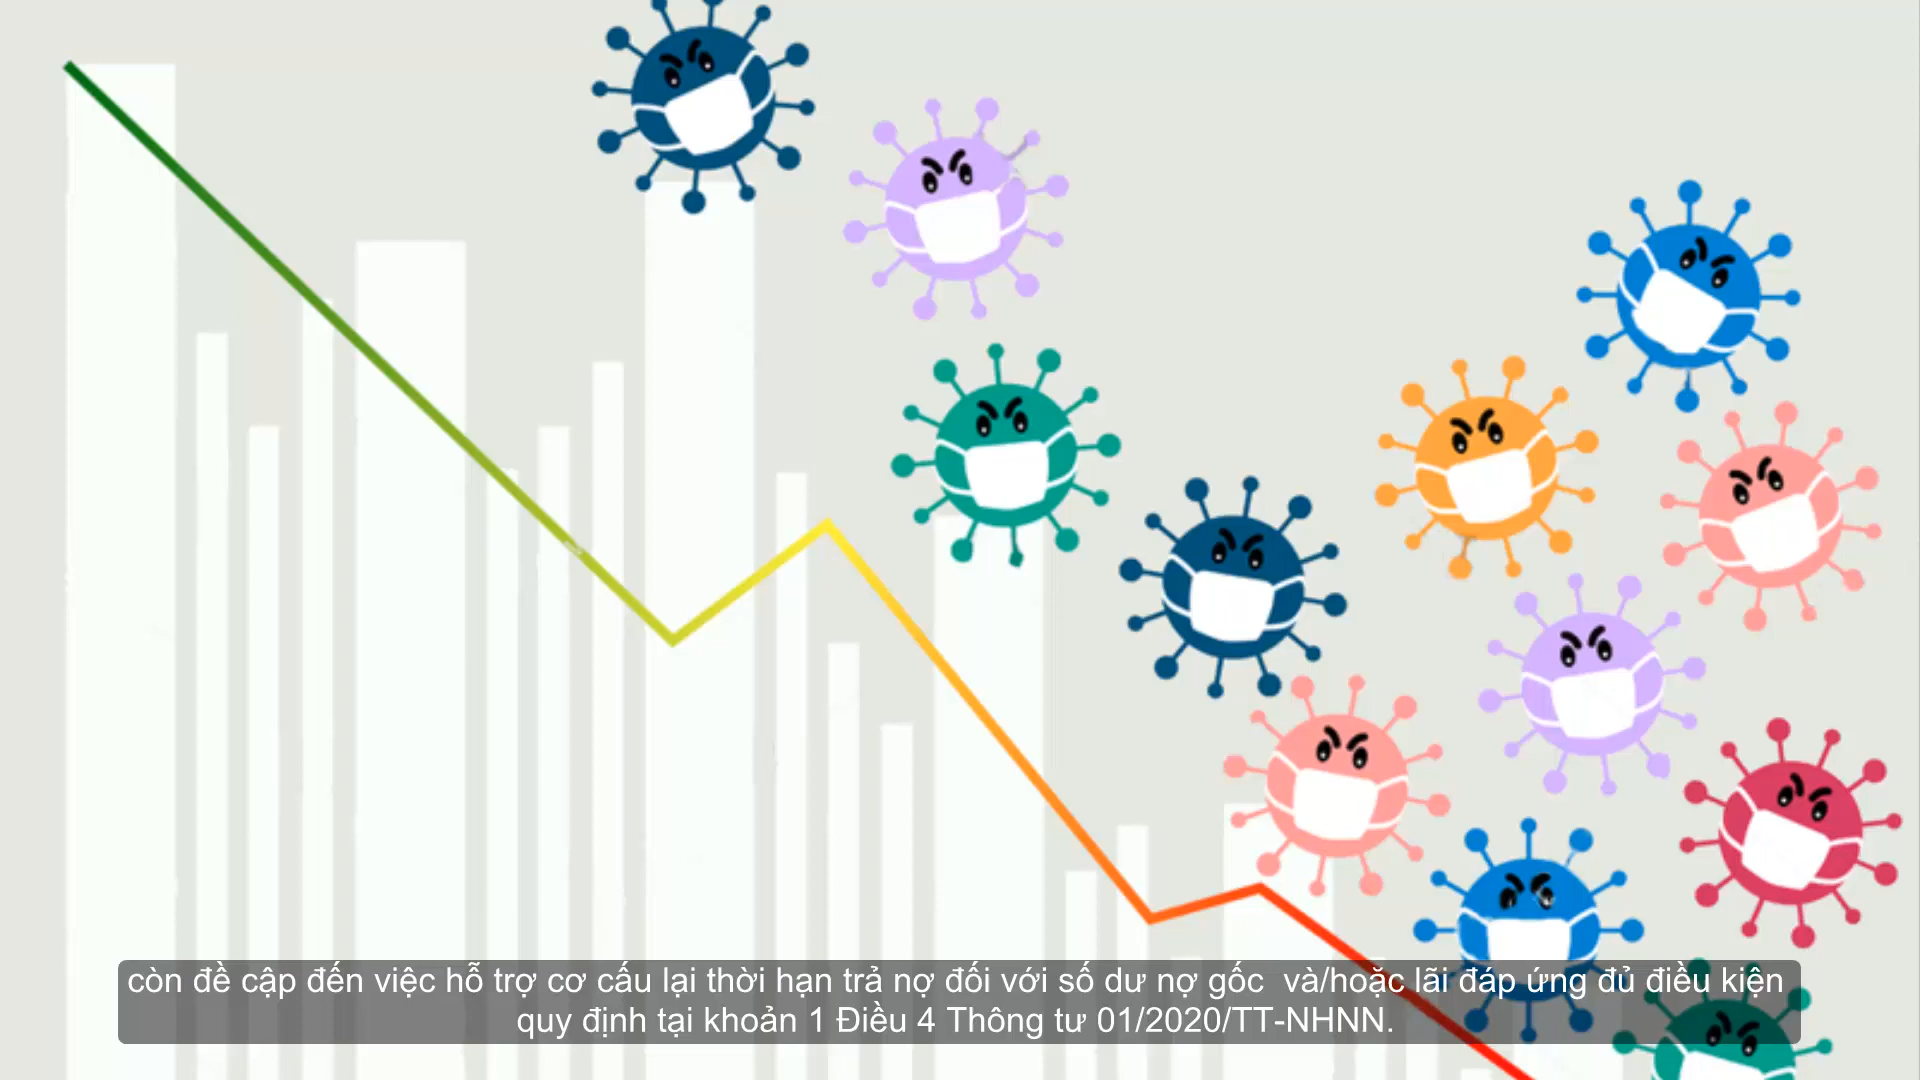 còn đề cập đến việc hỗ trợ cơ cấu lại thời hạn trả nợ đối với số dư nợ gốc  và/hoặc lãi đáp ứng đủ điều kiện
quy định tại khoản 1 Điều 4 Thông tư 01/2020/TT-NHNN.